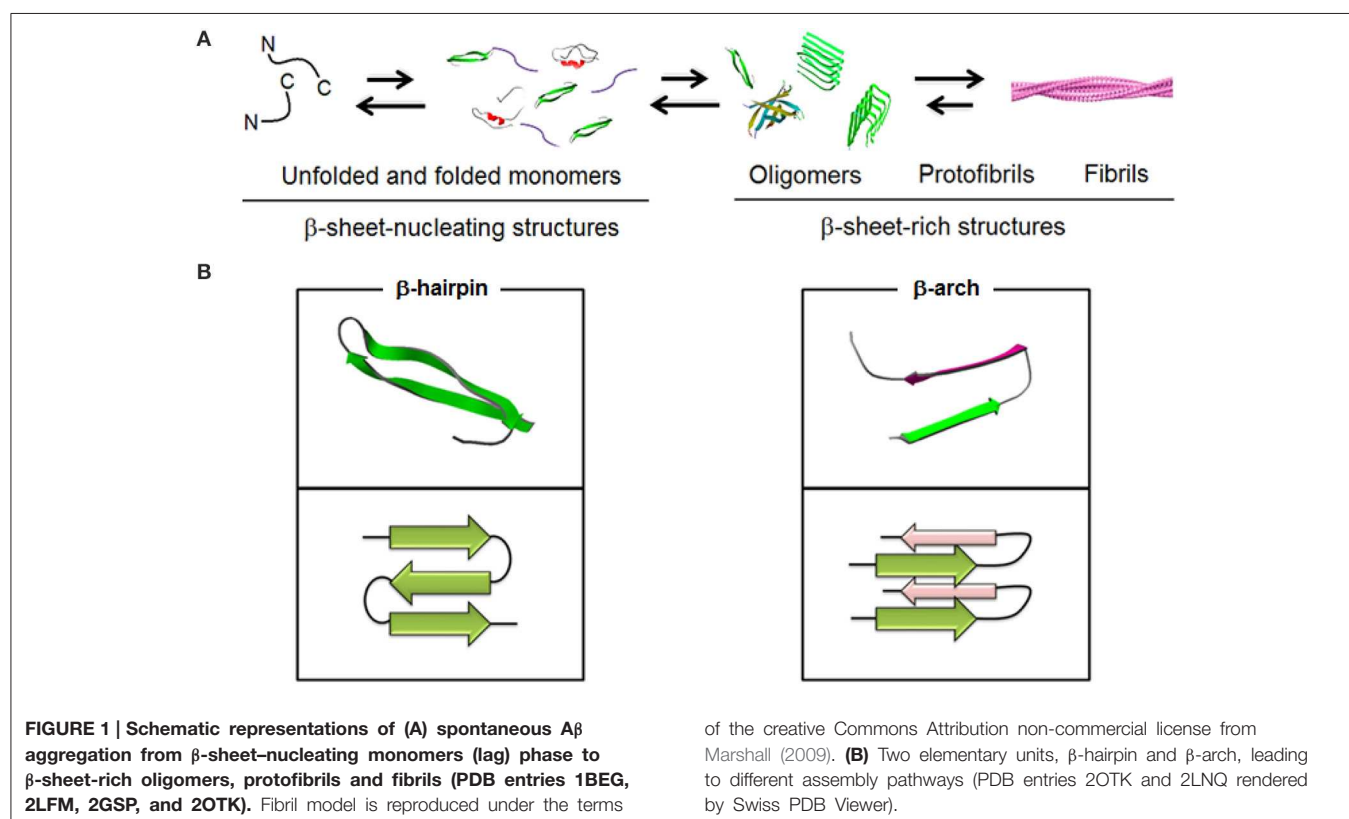 A
N
C
C
N
Unfolded and folded monomers
β-sheet-nucleating structures
Oligomers Protofibrils Fibrils
β-sheet-rich structures
B
β-hairpin
β-arch
FIGURE 1 | Schematic representations of (A) spontaneous Aβ
aggregation from β-sheet–nucleating monomers (lag) phase to
β-sheet-rich oligomers, protofibrils and fibrils (PDB entries 1BEG,
2LFM, 2GSP, and 2OTK). Fibril model is reproduced under the terms
of the creative Commons Attribution non-commercial license from
Marshall (2009). (B) Two elementary units, β-hairpin and β-arch, leading
to different assembly pathways (PDB entries 2OTK and 2LNQ rendered
by Swiss PDB Viewer).